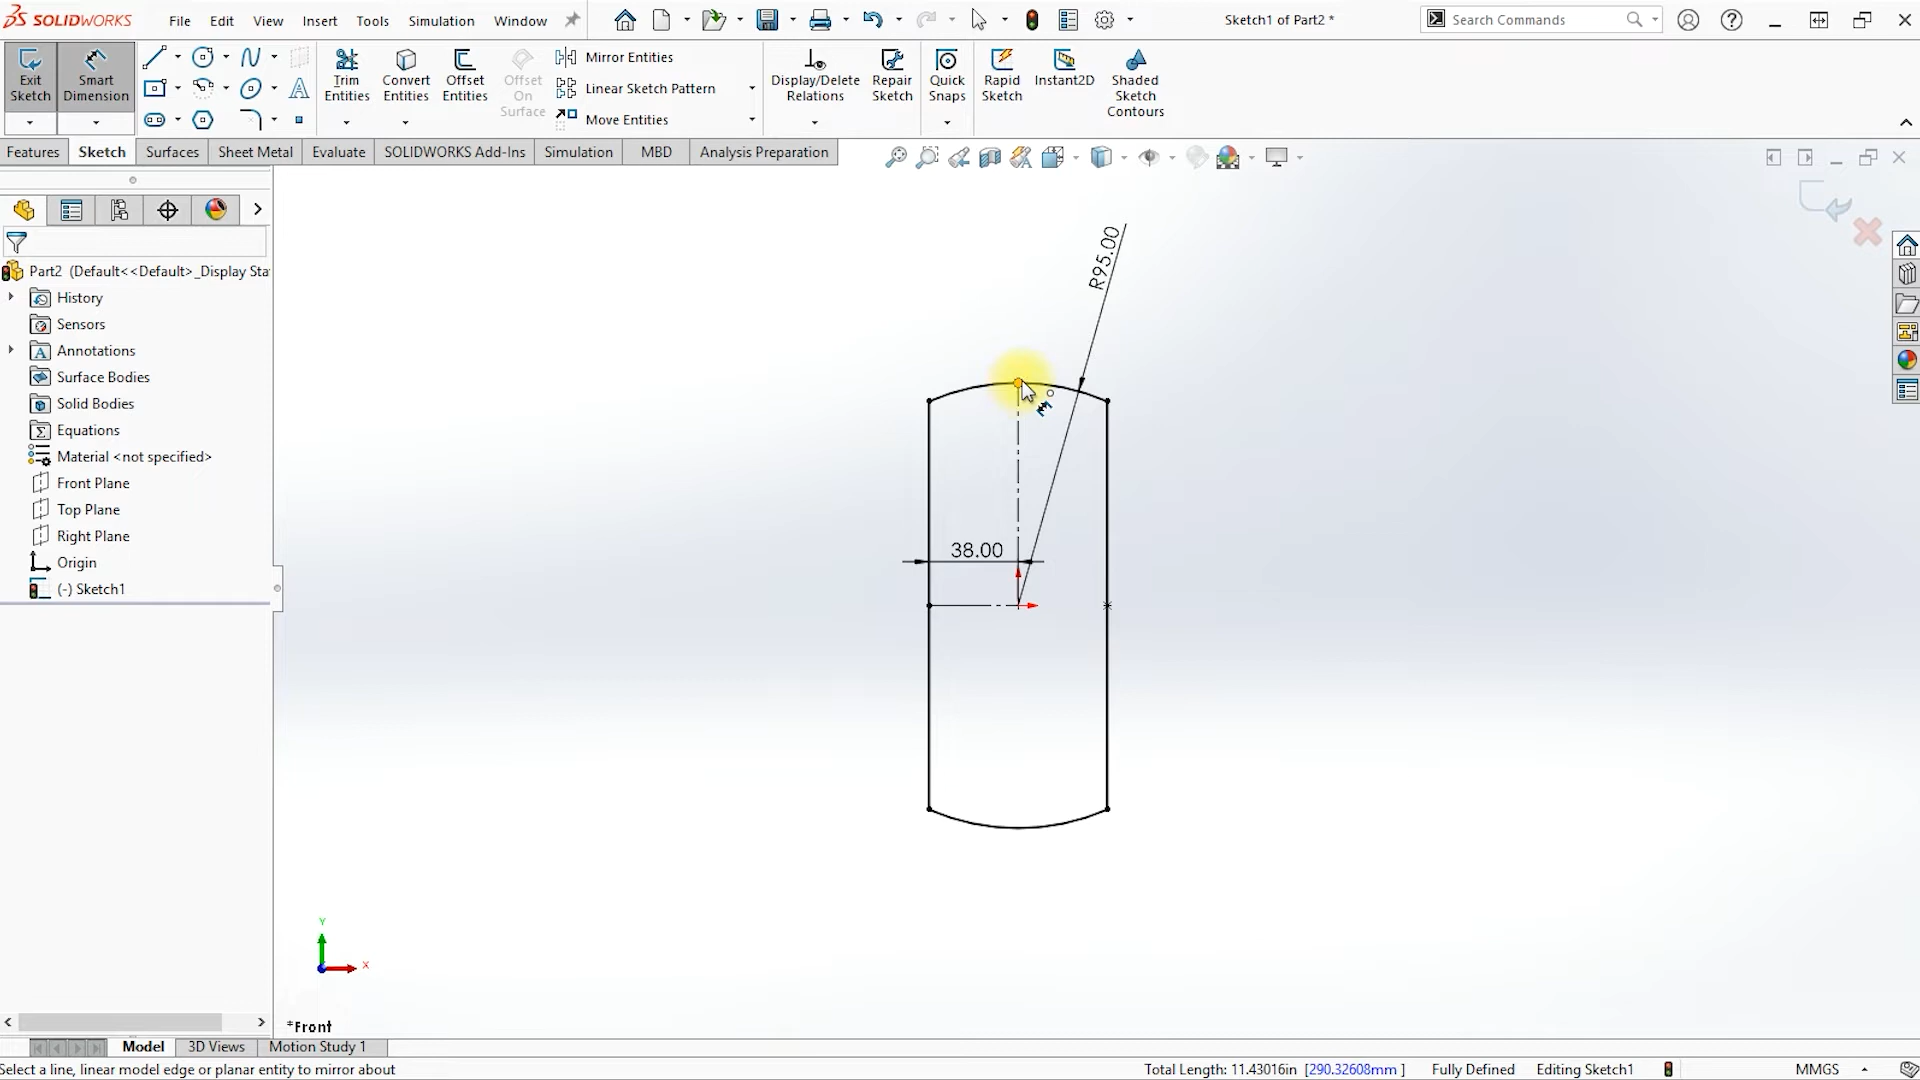 SOLIDWORKS File Edit View Insert Tools Simulation Window Sketch1 of Part2 * Search Commands
Exit Sketch
Smart Dimension
Trim Entities
Convert Entities
Offset Entities
Offset On Surface
Mirror Entities
Linear Sketch Pattern
Move Entities
Display/Delete Relations
Repair Sketch
Quick Snaps
Rapid Sketch
Instant2D
Shaded Sketch Contours
Features Sketch Surfaces Sheet Metal Evaluate SOLIDWORKS Add-Ins Simulation MBD Analysis Preparation
Part2 (Default<<Default>_Display Sta
History
Sensors
Annotations
Surface Bodies
Solid Bodies
Equations
Material <not specified>
Front Plane
Top Plane
Right Plane
Origin
(-) Sketch1
R95.00
38.00
Y
X
*Front
Model 3D Views Motion Study 1
Select a line, linear model edge or planar entity to mirror about Total Length: 11.43016in [290.32608mm ] Fully Defined Editing Sketch1 MMGS